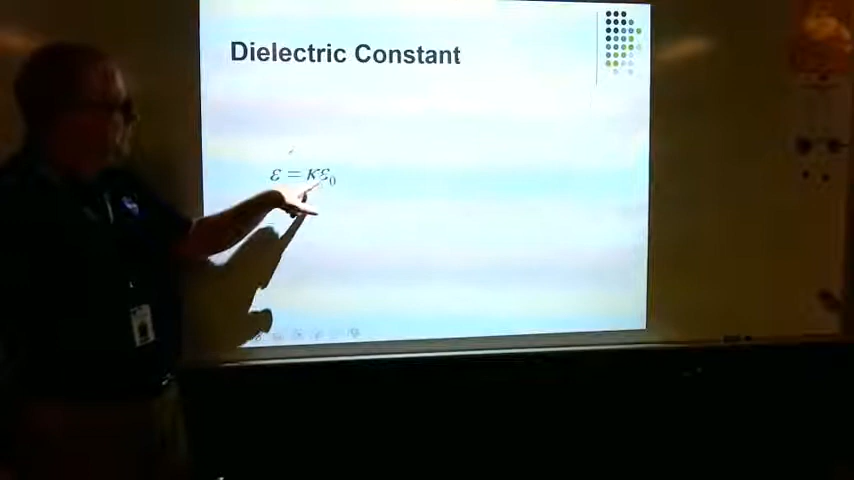 Dielectric Constant
ε = κε₀